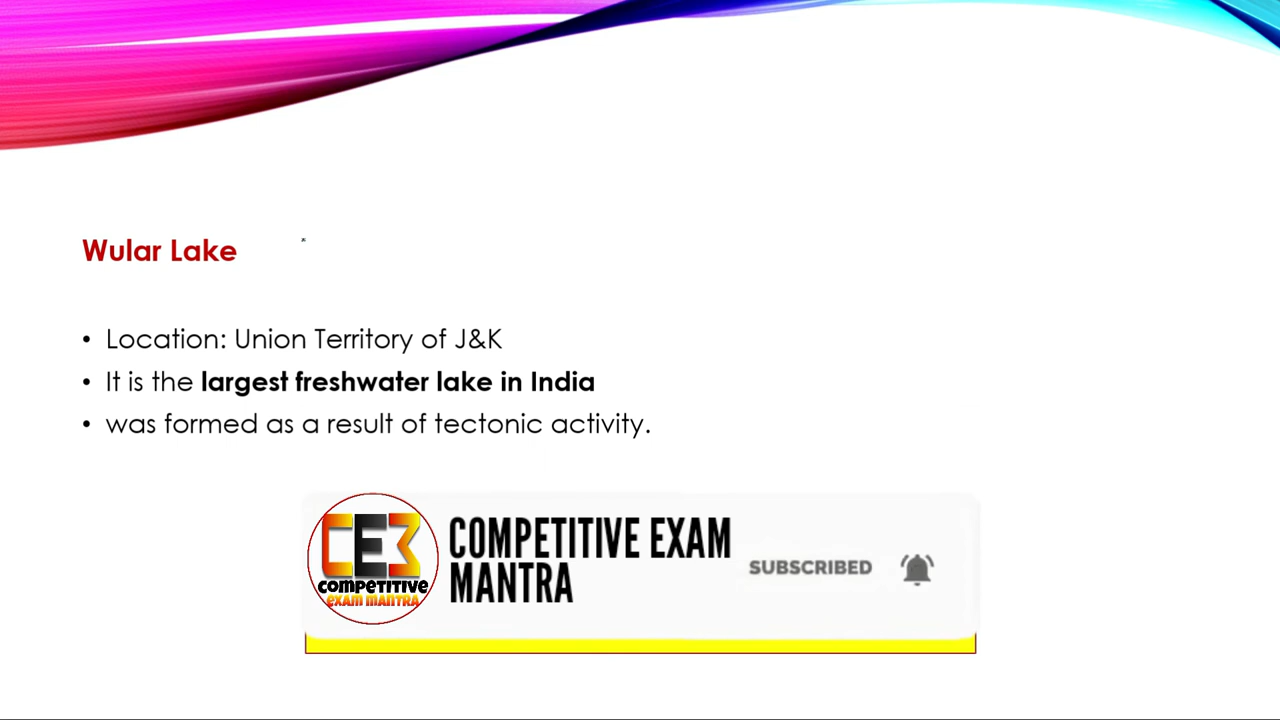 Wular Lake
• Location: Union Territory of J&K
• It is the largest freshwater lake in India
• was formed as a result of tectonic activity.
CE3
COMPETITIVE
EXAM MANTRA
COMPETITIVE EXAM
MANTRA
SUBSCRIBED